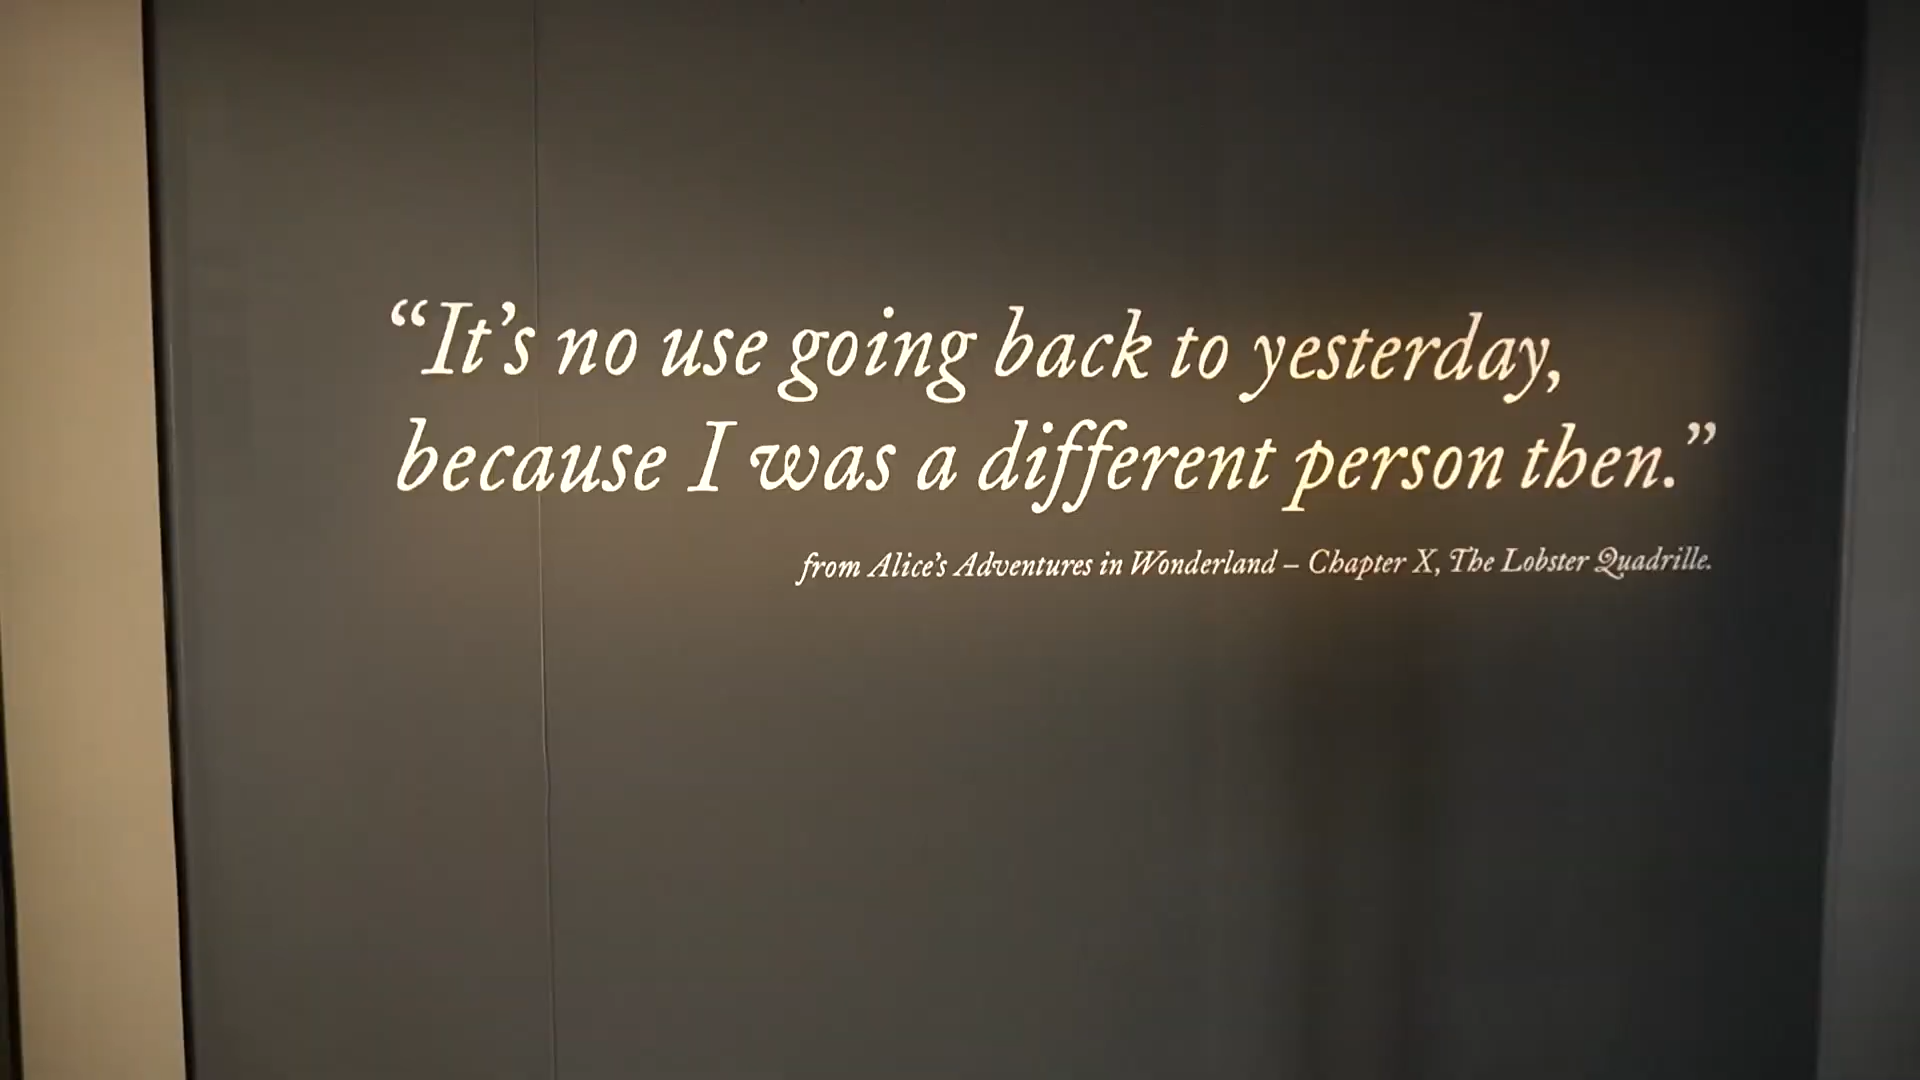 “It’s no use going back to yesterday,
because I was a different person then.”
from Alice’s Adventures in Wonderland – Chapter X, The Lobster Quadrille.